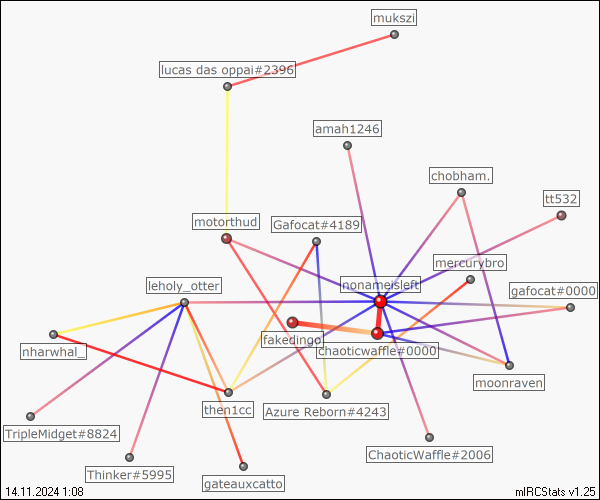 mukszi
lucas das oppai#2396
amah1246
chobham.
tt532
motorthud
Gafocat#4189
mercurybro
leholy_otter
nonameisleft
gafocat#0000
nharwhal_
fakedingo
chaoticwaffle#0000
moonraven
then1cc
Azure Reborn#4243
TripleMidget#8824
ChaoticWaffle#2006
Thinker#5995
gateauxcatto
14.11.2024 1:08
mIRCStats v1.25